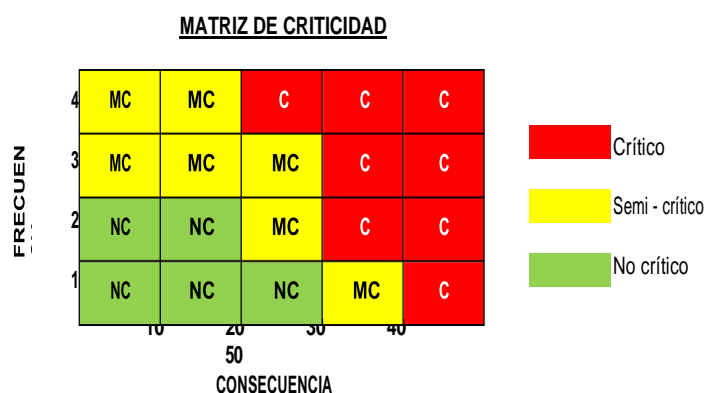 MATRIZ DE CRITICIDAD
4 MC MC C C C
3 MC MC MC C C
2 NC NC MC C C
1 NC NC NC MC C
10 20 30 40
50
CONSECUENCIA
FRECUEN
Crítico
Semi - crítico
No crítico